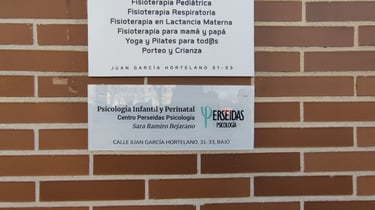 Fisioterapia Pediátrica
Fisioterapia Respiratoria
Fisioterapia en Lactancia Materna
Fisioterapia para mamá y papá
Yoga y Pilates para tod@s
Porteo y Crianza
JUAN GARCÍA HORTELANO 31-33
Psicología Infantil y Perinatal
Centro Perseidas Psicología
Sara Ramiro Bejarano
PERSEIDAS
PSICOLOGÍA
CALLE JUAN GARCÍA HORTELANO, 31-33, BAJO